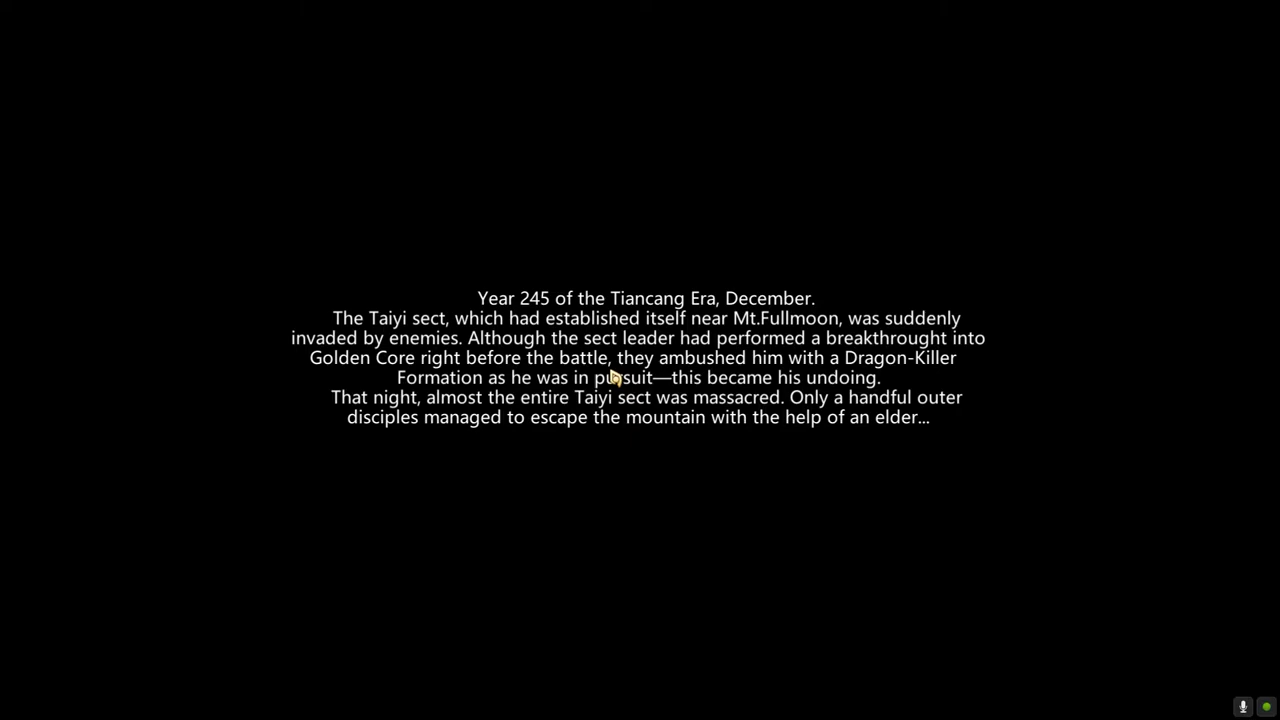 Year 245 of the Tiancang Era, December.
The Taiyi sect, which had established itself near Mt.Fullmoon, was suddenly
invaded by enemies. Although the sect leader had performed a breakthrought into
Golden Core right before the battle, they ambushed him with a Dragon-Killer
Formation as he was in pursuit—this became his undoing.
That night, almost the entire Taiyi sect was massacred. Only a handful outer
disciples managed to escape the mountain with the help of an elder...